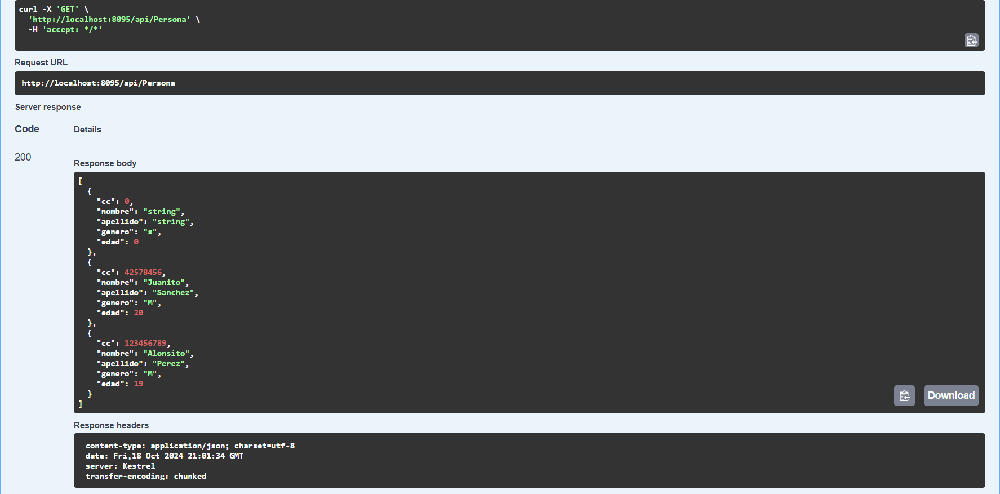 curl -X 'GET' \
  'http://localhost:8095/api/Persona' \
  -H 'accept: */*'
Request URL
http://localhost:8095/api/Persona
Server response
Code Details
200
Response body
[
  {
    "cc": 0,
    "nombre": "string",
    "apellido": "string",
    "genero": "s",
    "edad": 0
  },
  {
    "cc": 42578456,
    "nombre": "Juanito",
    "apellido": "Sanchez",
    "genero": "M",
    "edad": 20
  },
  {
    "cc": 123456789,
    "nombre": "Alonsito",
    "apellido": "Perez",
    "genero": "M",
    "edad": 19
  }
]
Download
Response headers
content-type: application/json; charset=utf-8
date: Fri,18 Oct 2024 21:01:34 GMT
server: Kestrel
transfer-encoding: chunked